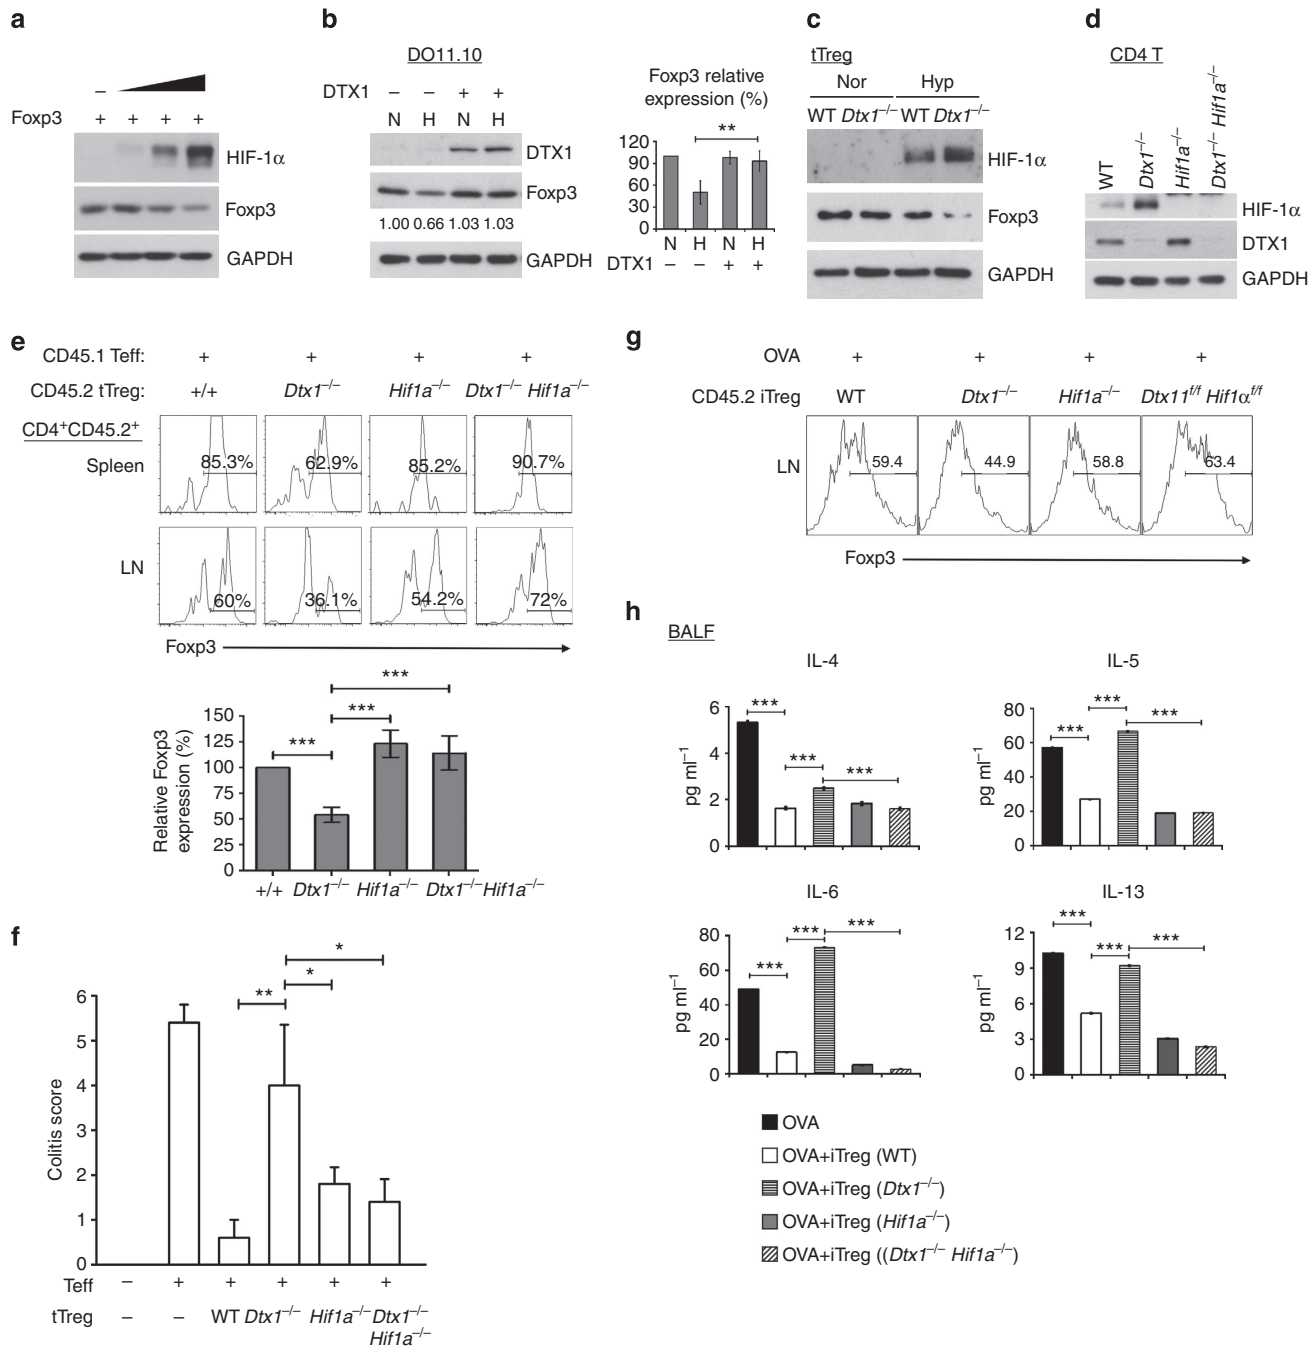 a
–
Foxp3 + + + +
HIF-1α
Foxp3
GAPDH
b
DO11.10
DTX1 – – + +
N H N H
DTX1
Foxp3
1.00 0.66 1.03 1.03
GAPDH
Foxp3 relative
expression (%)
**
120
90
60
30
0
N H N H
DTX1 – – + +
c
tTreg
Nor Hyp
WT Dtx1–/– WT Dtx1–/–
HIF-1α
Foxp3
GAPDH
d
CD4 T
WT Dtx1–/– Hif1a–/– Dtx1–/– Hif1a–/–
HIF-1α
DTX1
GAPDH
e
CD45.1 Teff: + + + +
CD45.2 tTreg: +/+ Dtx1–/– Hif1a–/– Dtx1–/– Hif1a–/–
CD4+CD45.2+
Spleen 85.3% 62.9% 85.2% 90.7%
LN 60% 36.1% 54.2% 72%
Foxp3
***
***
***
Relative Foxp3
expression (%)
150
125
100
75
50
25
0
+/+ Dtx1–/– Hif1a–/– Dtx1–/–Hif1a–/–
f
*
*
**
Colitis score
6
5
4
3
2
1
0
Teff – + + + + +
tTreg – – WT Dtx1–/– Hif1a–/– Dtx1–/–
Hif1a–/–
g
OVA + + + +
CD45.2 iTreg WT Dtx1–/– Hif1a–/– Dtx11f/f Hif1αf/f
LN 59.4 44.9 58.8 63.4
Foxp3
h
BALF
IL-4
pg ml–1
6
4
2
0
*** *** ***
IL-5
pg ml–1
80
60
40
20
0
*** *** ***
IL-6
pg ml–1
80
60
40
20
0
*** *** ***
IL-13
pg ml–1
12
9
6
3
0
*** *** ***
OVA
OVA+iTreg (WT)
OVA+iTreg (Dtx1–/–)
OVA+iTreg (Hif1a–/–)
OVA+iTreg ((Dtx1–/– Hif1a–/–)